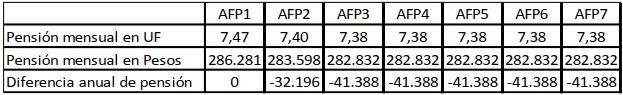 AFP1 AFP2 AFP3 AFP4 AFP5 AFP6 AFP7
Pensión mensual en UF 7,47 7,40 7,38 7,38 7,38 7,38 7,38
Pensión mensual en Pesos 286.281 283.598 282.832 282.832 282.832 282.832 282.832
Diferencia anual de pensión 0 -32.196 -41.388 -41.388 -41.388 -41.388 -41.388